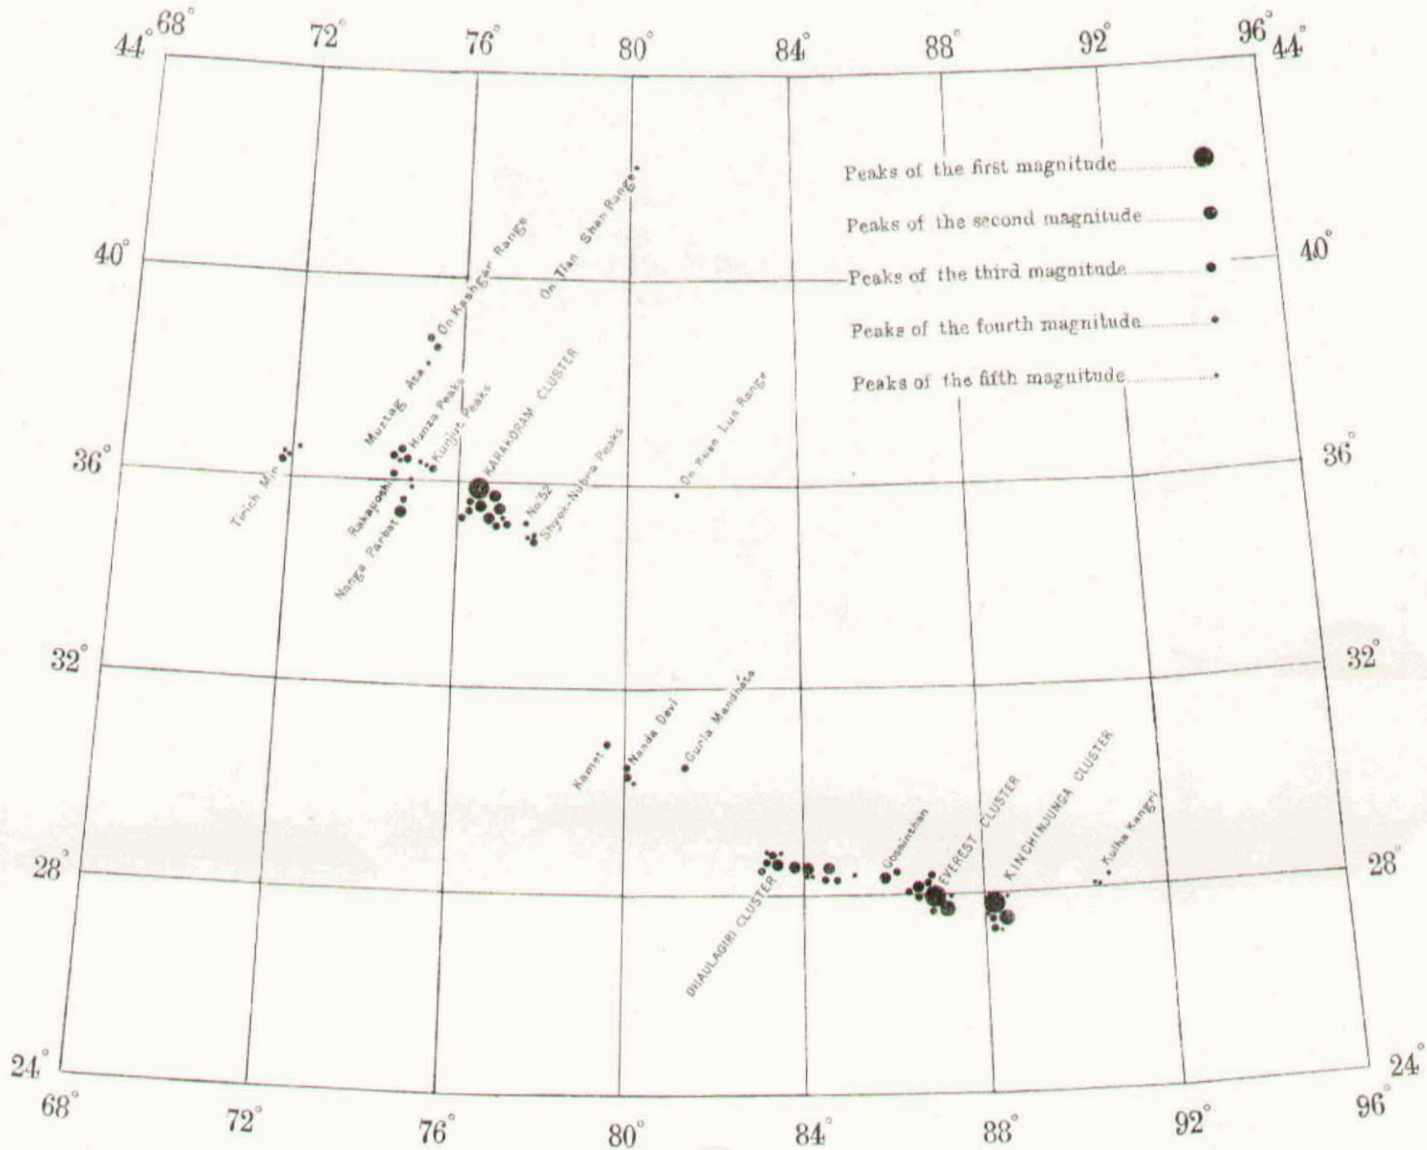 68° 72° 76° 80° 84° 88° 92° 96°
44° 44°
Peaks of the first magnitude
Peaks of the second magnitude
40° 40°
Peaks of the third magnitude
Peaks of the fourth magnitude
Peaks of the fifth magnitude
On Tian Shan Range
On Kashgar Range
Muztag Ata
Hunza Peaks
Kunjut Peaks
KARAKORAM CLUSTER
On Kuen Lun Range
36° 36°
Tirich Mir
Rakaposhi
Nanga Parbat
No. 52
Shyok-Nubra Peaks
32° 32°
Kamet
Nanda Devi
Gurla Mandhata
28° 28°
DHAULAGIRI CLUSTER
Gosainthan
EVEREST CLUSTER
KINCHINJUNGA CLUSTER
Kulha Kangri
24° 24°
68° 72° 76° 80° 84° 88° 92° 96°